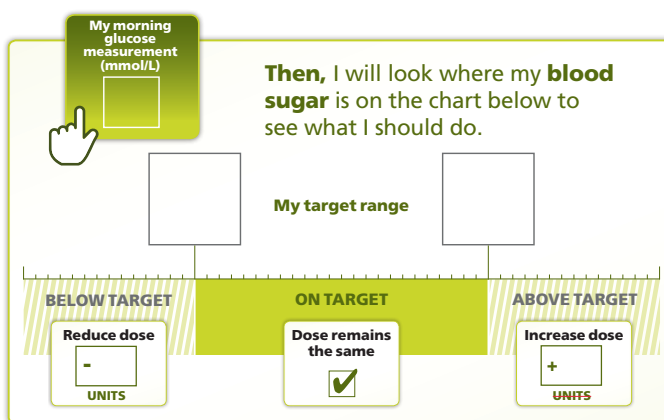 My morning
glucose
measurement
(mmol/L)
Then, I will look where my blood
sugar is on the chart below to
see what I should do.
My target range
BELOW TARGET
ON TARGET
ABOVE TARGET
Reduce dose
-
UNITS
Dose remains
the same
Increase dose
+
UNITS